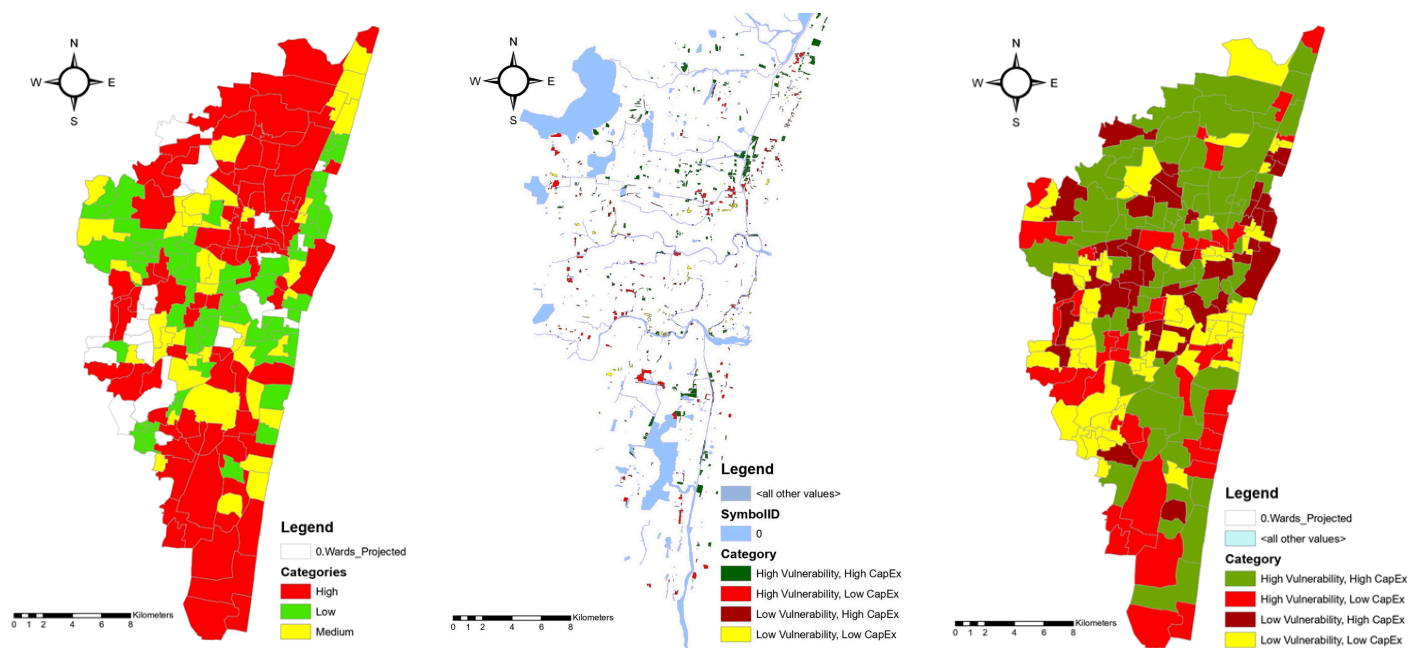 N
W E
S
Legend
0.Wards_Projected
Categories
High
Low
Medium
Kilometers
0 1 2 4 6 8
N
W E
S
Legend
<all other values>
SymbolID
0
Category
High Vulnerability, High CapEx
High Vulnerability, Low CapEx
Low Vulnerability, High CapEx
Low Vulnerability, Low CapEx
Kilometers
0 1 2 4 6 8
N
W E
S
Legend
0.Wards_Projected
<all other values>
Category
High Vulnerability, High CapEx
High Vulnerability, Low CapEx
Low Vulnerability, High CapEx
Low Vulnerability, Low CapEx
Kilometers
0 1 2 4 6 8